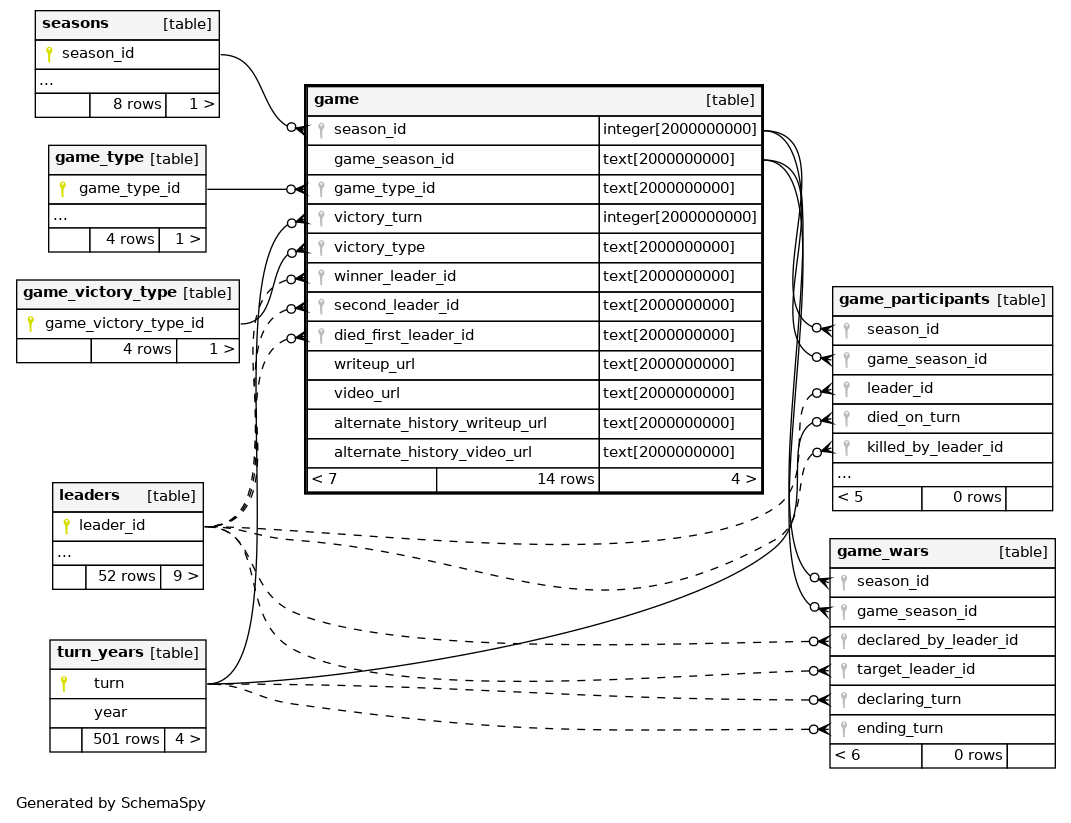 seasons [table]
season_id
...
8 rows 1 >
game_type [table]
game_type_id
...
4 rows 1 >
game_victory_type [table]
game_victory_type_id
4 rows 1 >
leaders [table]
leader_id
...
52 rows 9 >
turn_years [table]
turn
year
501 rows 4 >
game [table]
season_id integer[2000000000]
game_season_id text[2000000000]
game_type_id text[2000000000]
victory_turn integer[2000000000]
victory_type text[2000000000]
winner_leader_id text[2000000000]
second_leader_id text[2000000000]
died_first_leader_id text[2000000000]
writeup_url text[2000000000]
video_url text[2000000000]
alternate_history_writeup_url text[2000000000]
alternate_history_video_url text[2000000000]
< 7 14 rows 4 >
game_participants [table]
season_id
game_season_id
leader_id
died_on_turn
killed_by_leader_id
...
< 5 0 rows
game_wars [table]
season_id
game_season_id
declared_by_leader_id
target_leader_id
declaring_turn
ending_turn
< 6 0 rows
Generated by SchemaSpy